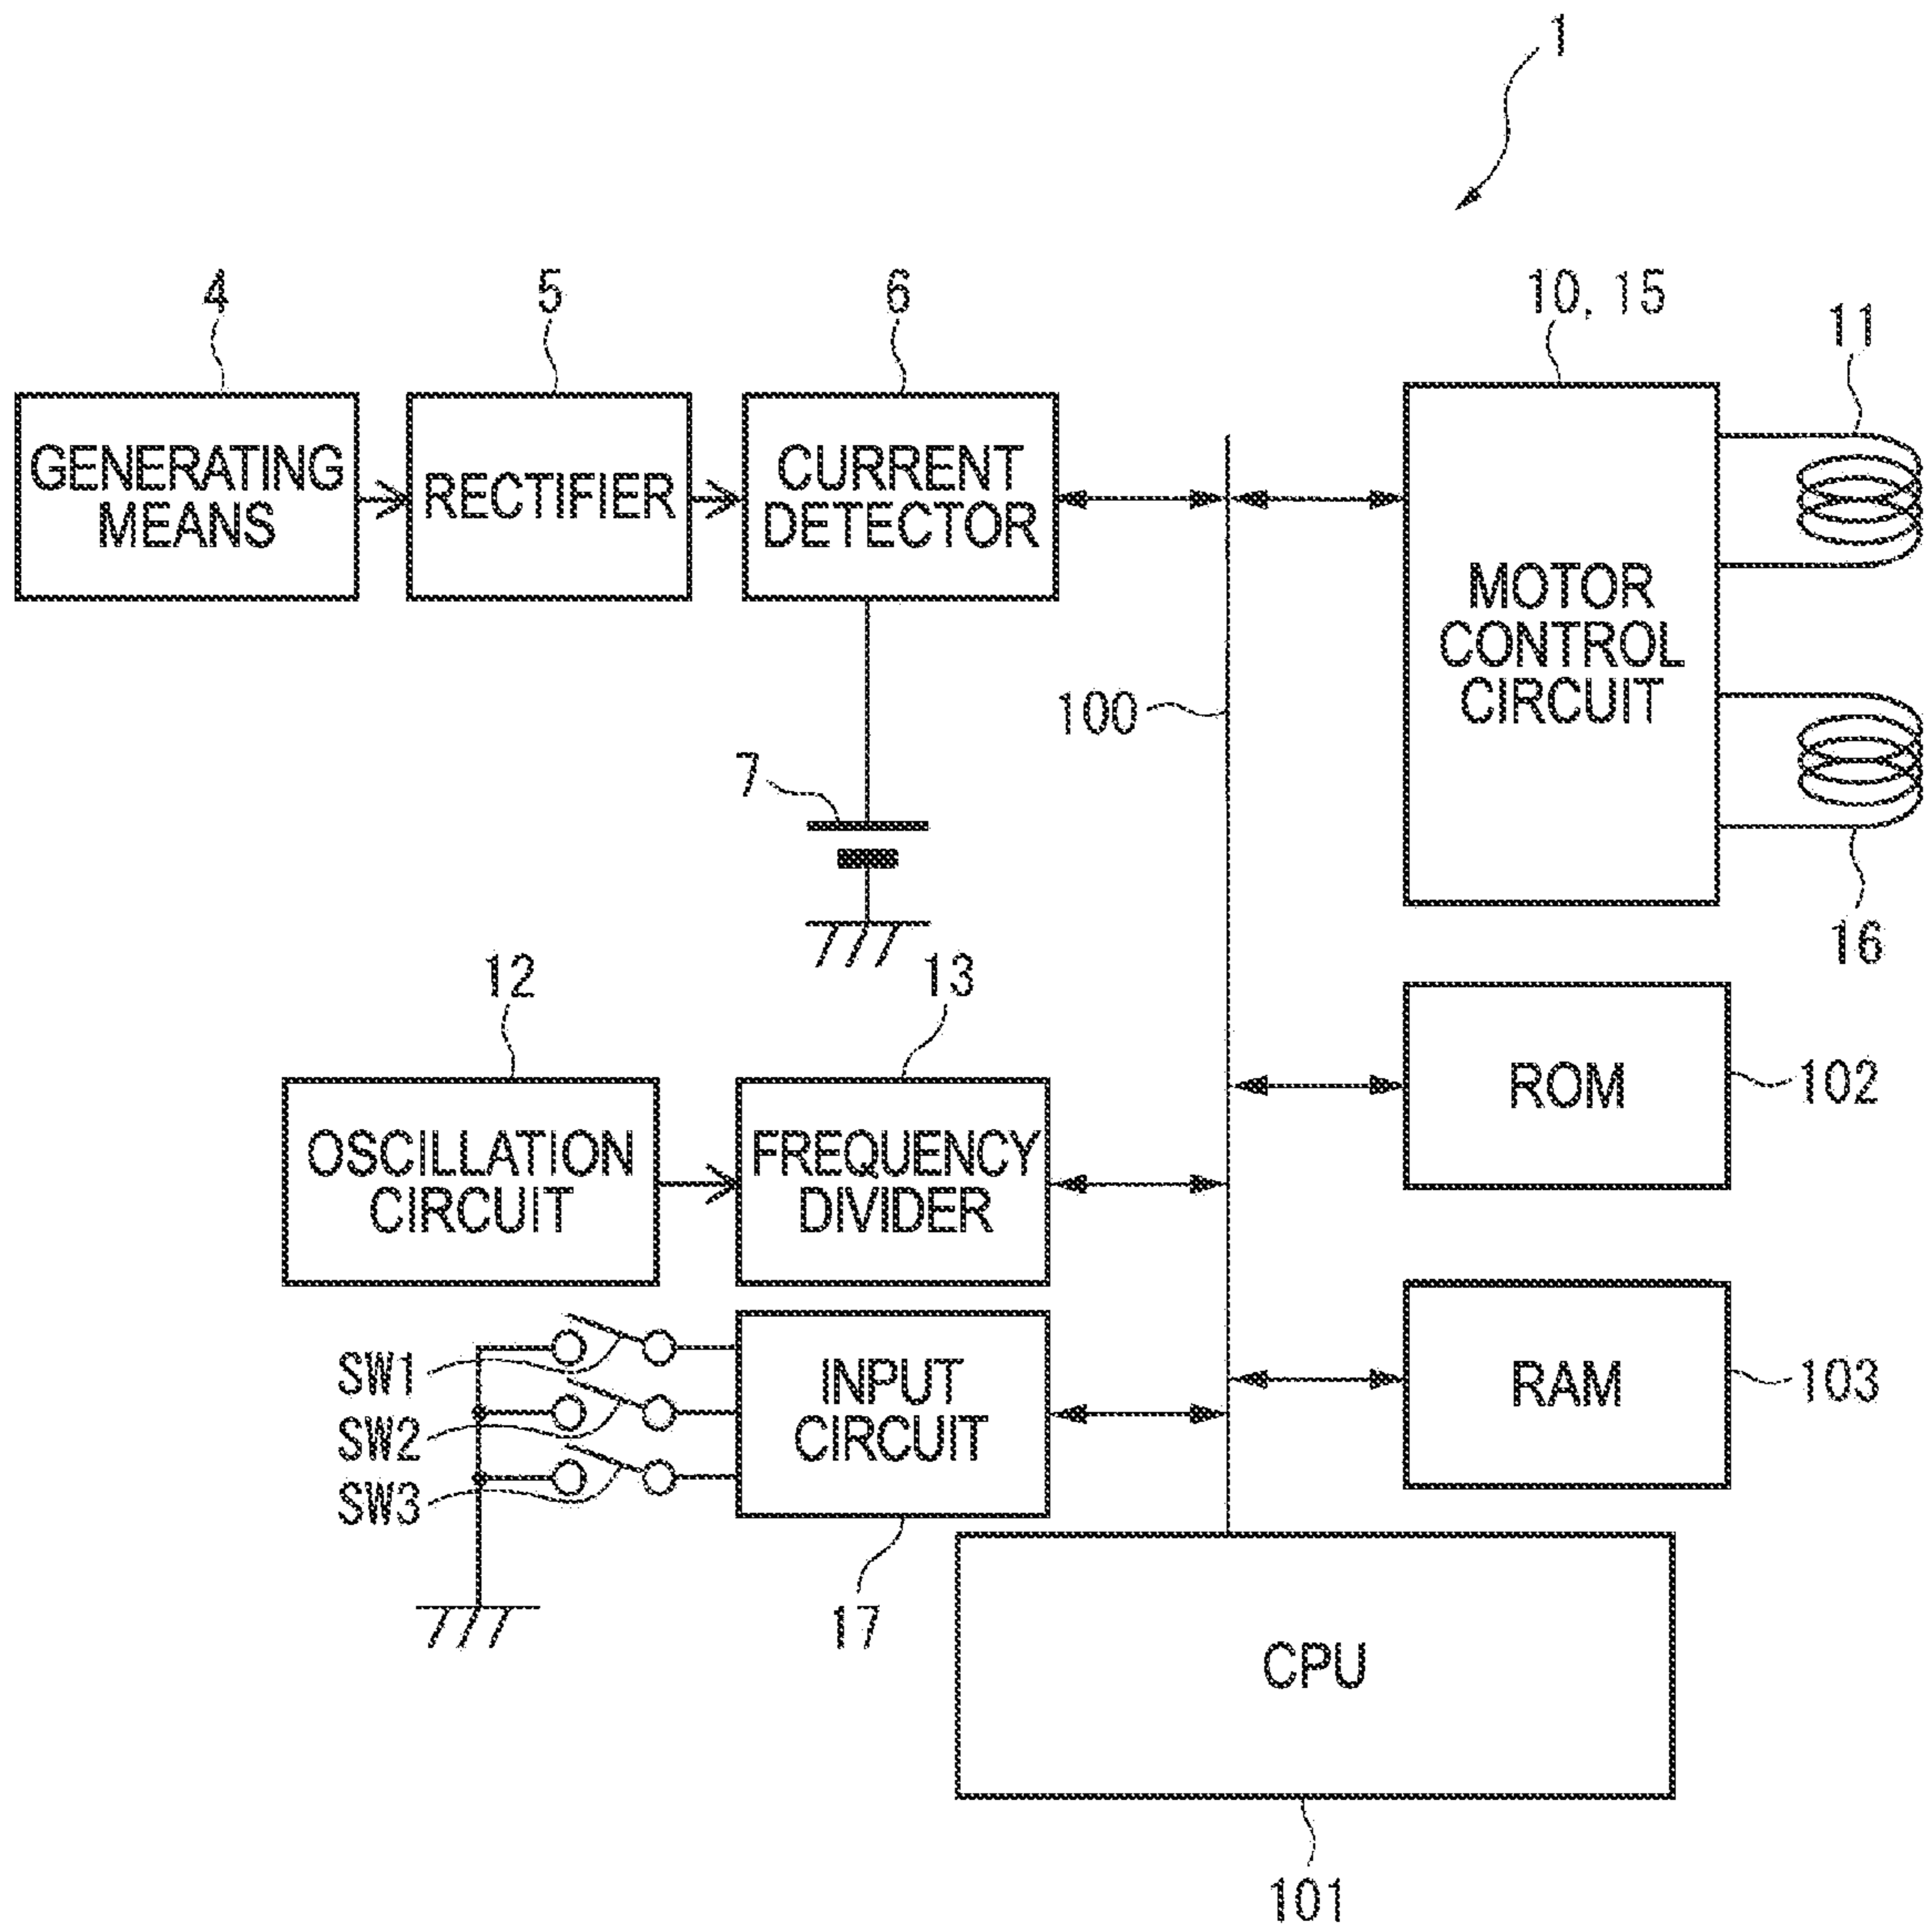 1
4
5
6
10, 15
11
GENERATING
MEANS
RECTIFIER
CURRENT
DETECTOR
MOTOR
CONTROL
CIRCUIT
100
7
16
12
13
OSCILLATION
CIRCUIT
FREQUENCY
DIVIDER
ROM
102
SW1
SW2
SW3
INPUT
CIRCUIT
RAM
103
17
CPU
101